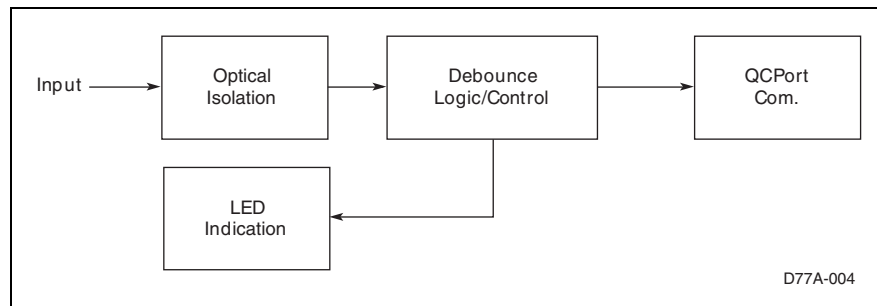 Input
Optical
Isolation
Debounce
Logic/Control
QCPort
Com.
LED
Indication
D77A-004